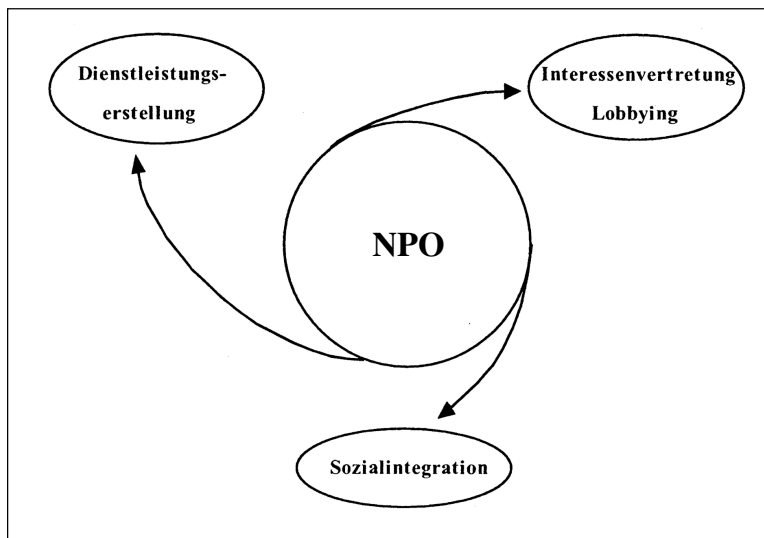 Dienstleistungs-
erstellung
Interessenvertretung
Lobbying
NPO
Sozialintegration